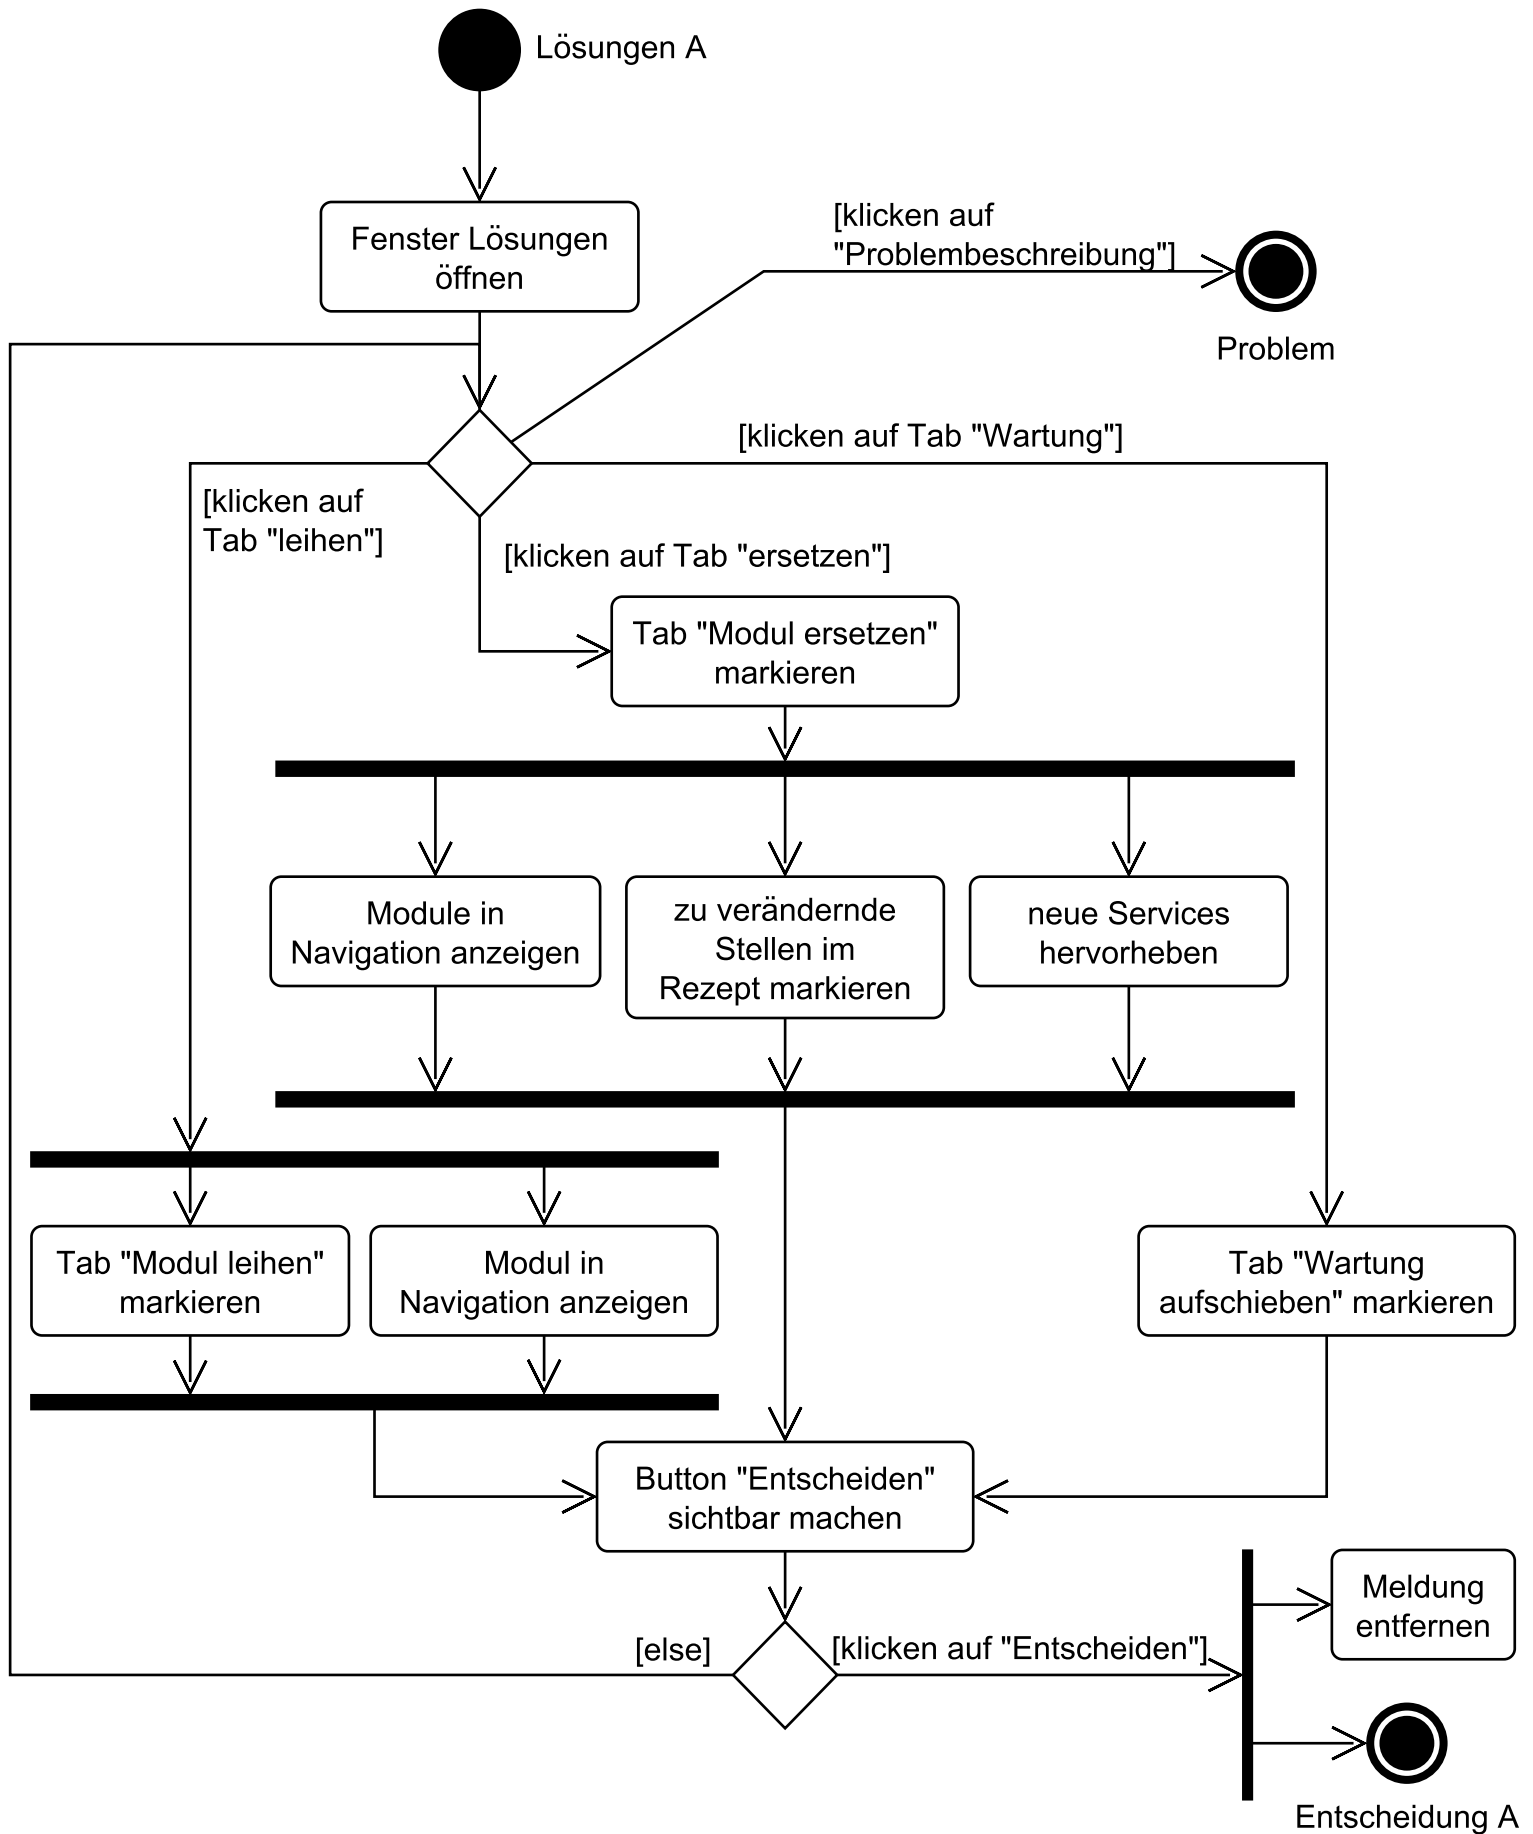 Lösungen A
Fenster Lösungen
öffnen
[klicken auf
"Problembeschreibung"]
Problem
[klicken auf Tab "Wartung"]
[klicken auf
Tab "leihen"]
[klicken auf Tab "ersetzen"]
Tab "Modul ersetzen"
markieren
Module in
Navigation anzeigen
zu verändernde
Stellen im
Rezept markieren
neue Services
hervorheben
Tab "Modul leihen"
markieren
Modul in
Navigation anzeigen
Tab "Wartung
aufschieben" markieren
Button "Entscheiden"
sichtbar machen
[else]
[klicken auf "Entscheiden"]
Meldung
entfernen
Entscheidung A